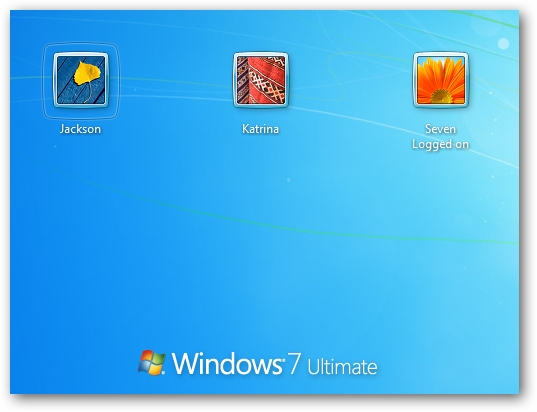 Jackson
Katrina
Seven
Logged on
Windows 7 Ultimate